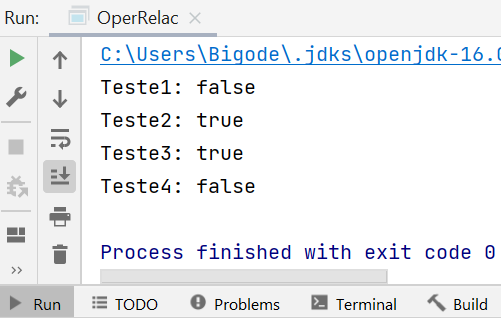 Run: OperRelac
C:\Users\Bigode\.jdks\openjdk-16.0
Teste1: false
Teste2: true
Teste3: true
Teste4: false
Process finished with exit code 0
Run TODO Problems Terminal Build